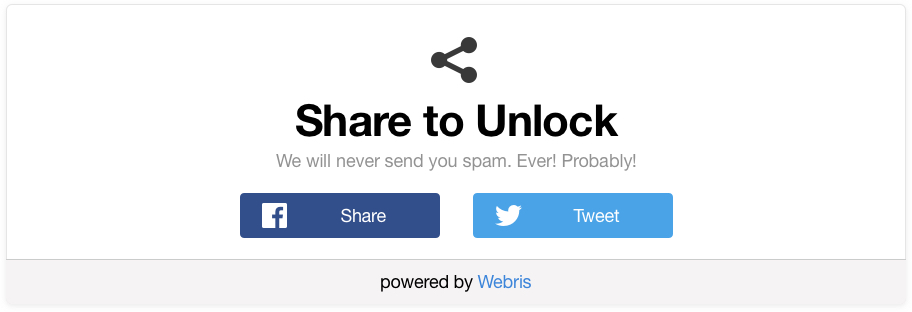 Share to Unlock
We will never send you spam. Ever! Probably!
Share
Tweet
powered by Webris